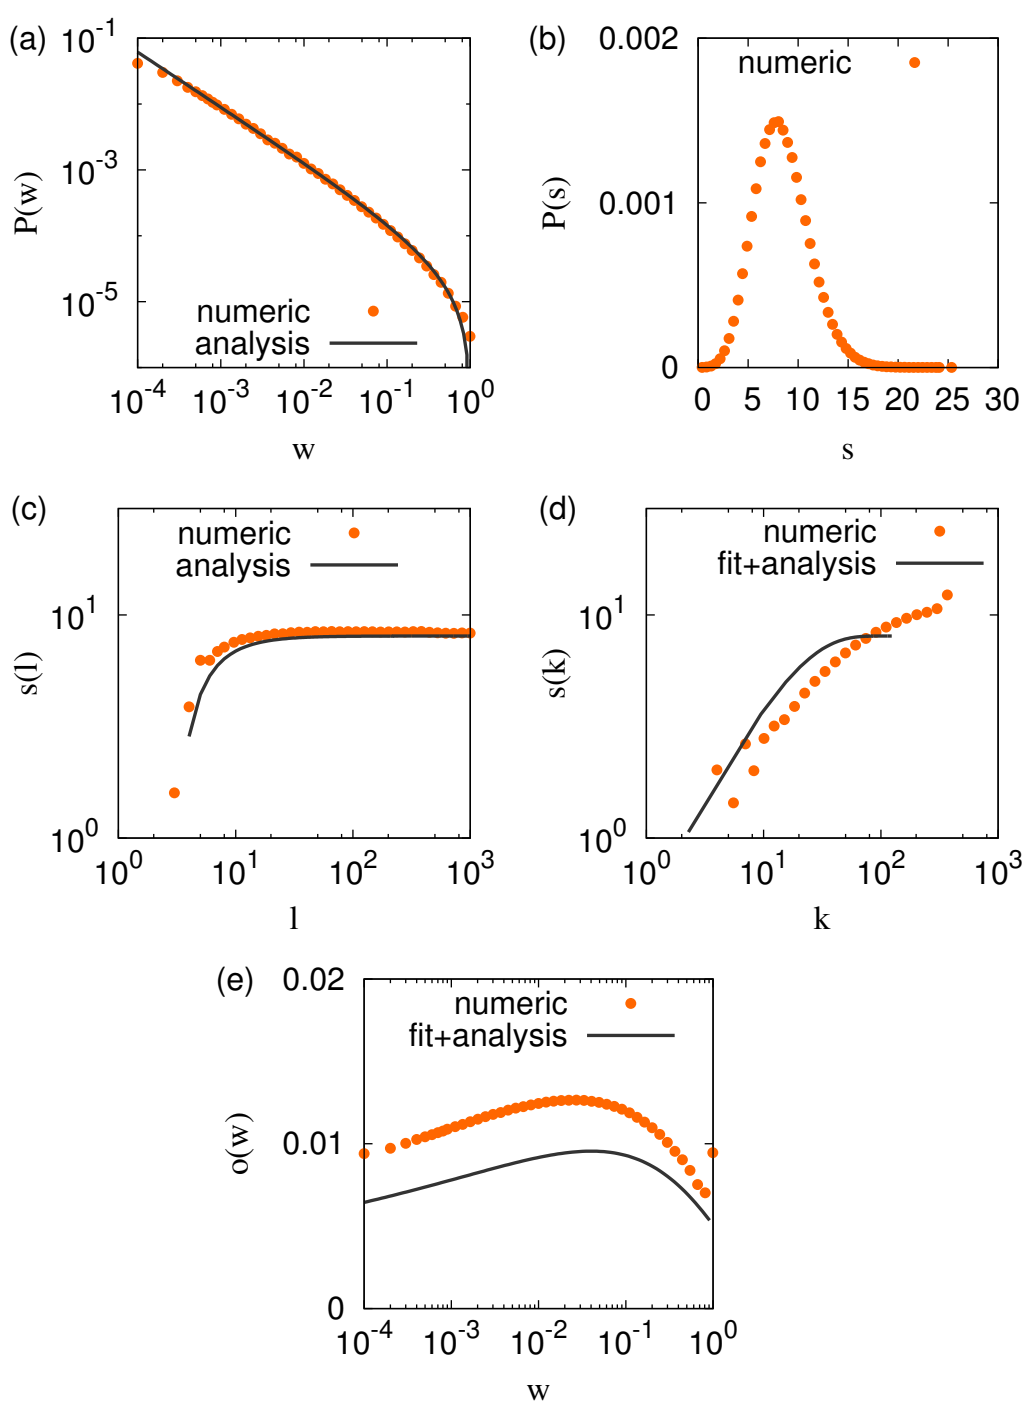 (a)
10^-1
10^-3
10^-5
P(w)
numeric
analysis
10^-4 10^-3 10^-2 10^-1 10^0
w
(b)
0.002
0.001
0
P(s)
numeric
0 5 10 15 20 25 30
s
(c)
10^1
10^0
s(l)
numeric
analysis
10^0 10^1 10^2 10^3
l
(d)
10^1
10^0
s(k)
numeric
fit+analysis
10^0 10^1 10^2 10^3
k
(e)
0.02
0.01
0
o(w)
numeric
fit+analysis
10^-4 10^-3 10^-2 10^-1 10^0
w